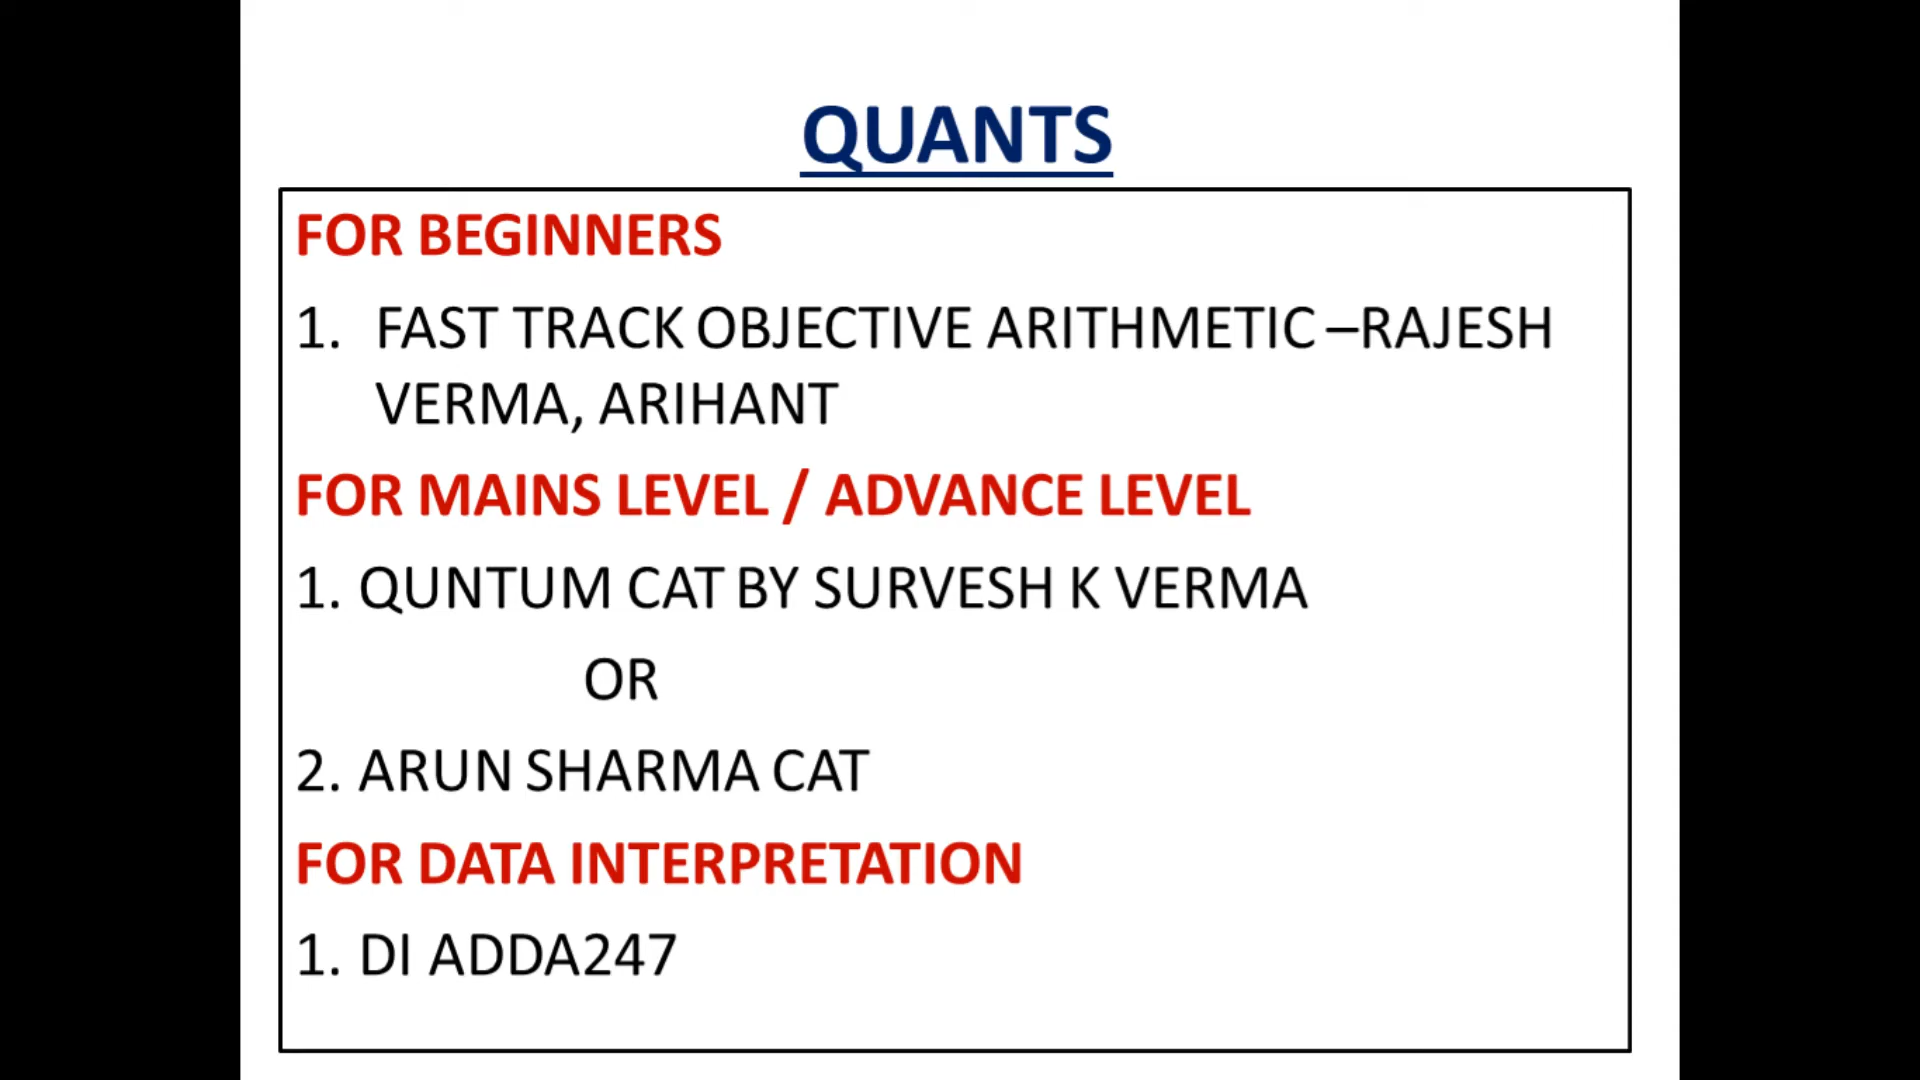 QUANTS
FOR BEGINNERS
1. FAST TRACK OBJECTIVE ARITHMETIC –RAJESH
VERMA, ARIHANT
FOR MAINS LEVEL / ADVANCE LEVEL
1. QUNTUM CAT BY SURVESH K VERMA
OR
2. ARUN SHARMA CAT
FOR DATA INTERPRETATION
1. DI ADDA247